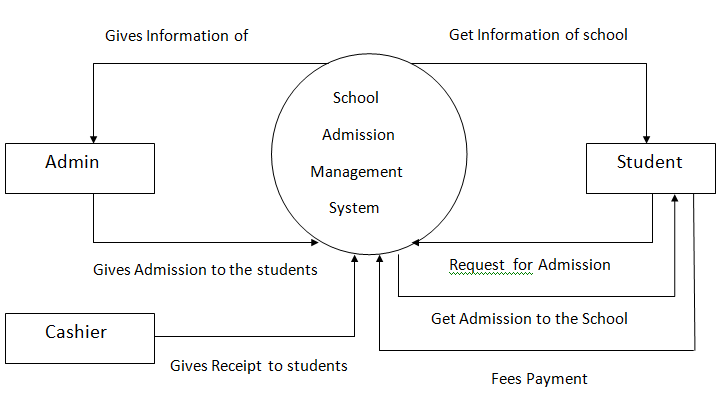 Gives Information of
Get Information of school
School
Admission
Management
System
Admin
Student
Gives Admission to the students
Request for Admission
Get Admission to the School
Cashier
Gives Receipt to students
Fees Payment